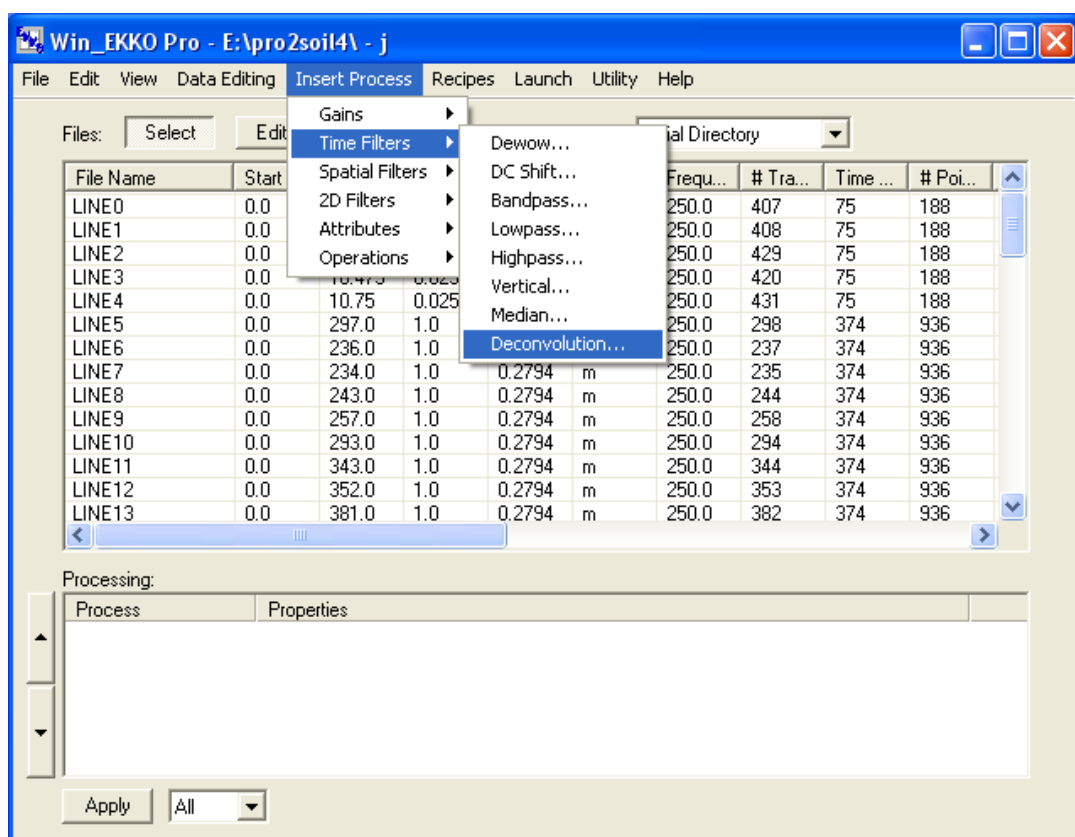 Win_EKKO Pro - E:\pro2soil4\ - j
File Edit View Data Editing Insert Process Recipes Launch Utility Help
Gains
Time Filters
Spatial Filters
2D Filters
Attributes
Operations
Dewow...
DC Shift...
Bandpass...
Lowpass...
Highpass...
Vertical...
Median...
Deconvolution...
Files: Select Edit Directory
File Name Start Frequ... # Tra... Time ... # Poi...
LINE0 0.0 250.0 407 75 188
LINE1 0.0 250.0 408 75 188
LINE2 0.0 250.0 429 75 188
LINE3 0.0 10.475 0.025 250.0 420 75 188
LINE4 0.0 10.75 0.025 250.0 431 75 188
LINE5 0.0 297.0 1.0 250.0 298 374 936
LINE6 0.0 236.0 1.0 250.0 237 374 936
LINE7 0.0 234.0 1.0 0.2794 m 250.0 235 374 936
LINE8 0.0 243.0 1.0 0.2794 m 250.0 244 374 936
LINE9 0.0 257.0 1.0 0.2794 m 250.0 258 374 936
LINE10 0.0 293.0 1.0 0.2794 m 250.0 294 374 936
LINE11 0.0 343.0 1.0 0.2794 m 250.0 344 374 936
LINE12 0.0 352.0 1.0 0.2794 m 250.0 353 374 936
LINE13 0.0 381.0 1.0 0.2794 m 250.0 382 374 936
Processing:
Process Properties
Apply All